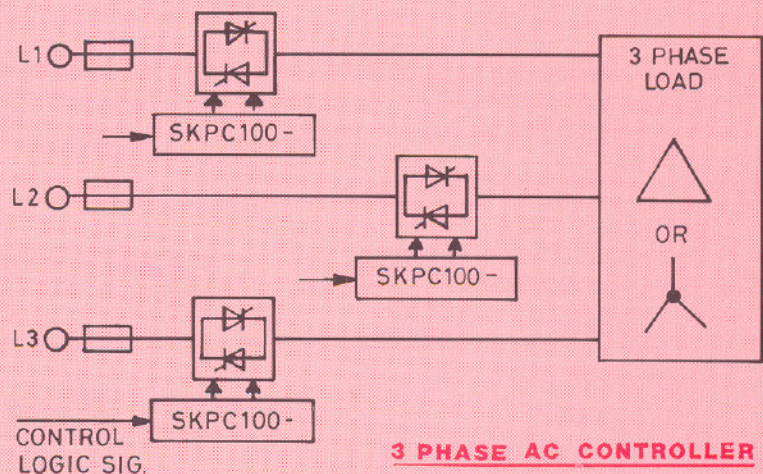 L1
SKPC100-
3 PHASE
LOAD
L2
SKPC100-
OR
L3
SKPC100-
CONTROL
LOGIC SIG.
3 PHASE AC CONTROLLER